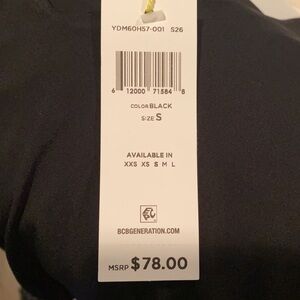 YDM60H57-001 S26
6 12000 71584 8
COLOR BLACK
SIZE S
AVAILABLE IN
XXS XS S M L
BCBGENERATION.COM
MSRP $78.00